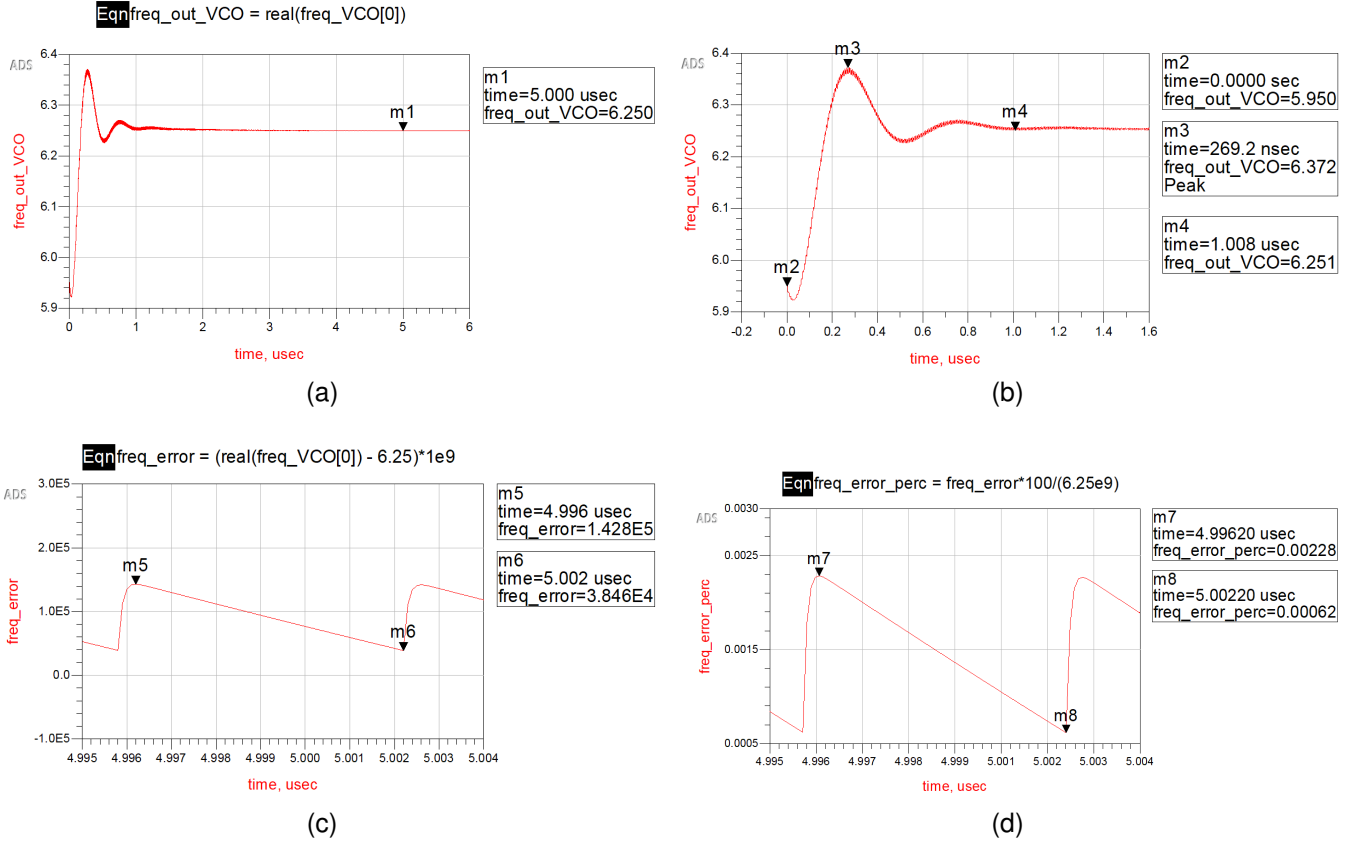 Eqn freq_out_VCO = real(freq_VCO[0])
ADS
6.4
6.3
6.2
6.1
6.0
5.9
freq_out_VCO
m1
0 1 2 3 4 5 6
time, usec
m1
time=5.000 usec
freq_out_VCO=6.250
(a)
ADS
6.4
6.3
6.2
6.1
6.0
5.9
freq_out_VCO
m2
m3
m4
-0.2 0.0 0.2 0.4 0.6 0.8 1.0 1.2 1.4 1.6
time, usec
m2
time=0.0000 sec
freq_out_VCO=5.950
m3
time=269.2 nsec
freq_out_VCO=6.372
Peak
m4
time=1.008 usec
freq_out_VCO=6.251
(b)
Eqn freq_error = (real(freq_VCO[0]) - 6.25)*1e9
ADS
3.0E5
2.0E5
1.0E5
0.0
-1.0E5
freq_error
m5
m6
4.995 4.996 4.997 4.998 4.999 5.000 5.001 5.002 5.003 5.004
time, usec
m5
time=4.996 usec
freq_error=1.428E5
m6
time=5.002 usec
freq_error=3.846E4
(c)
Eqn freq_error_perc = freq_error*100/(6.25e9)
ADS
0.0030
0.0025
0.0015
0.0005
freq_error_perc
m7
m8
4.995 4.996 4.997 4.998 4.999 5.000 5.001 5.002 5.003 5.004
time, usec
m7
time=4.99620 usec
freq_error_perc=0.00228
m8
time=5.00220 usec
freq_error_perc=0.00062
(d)